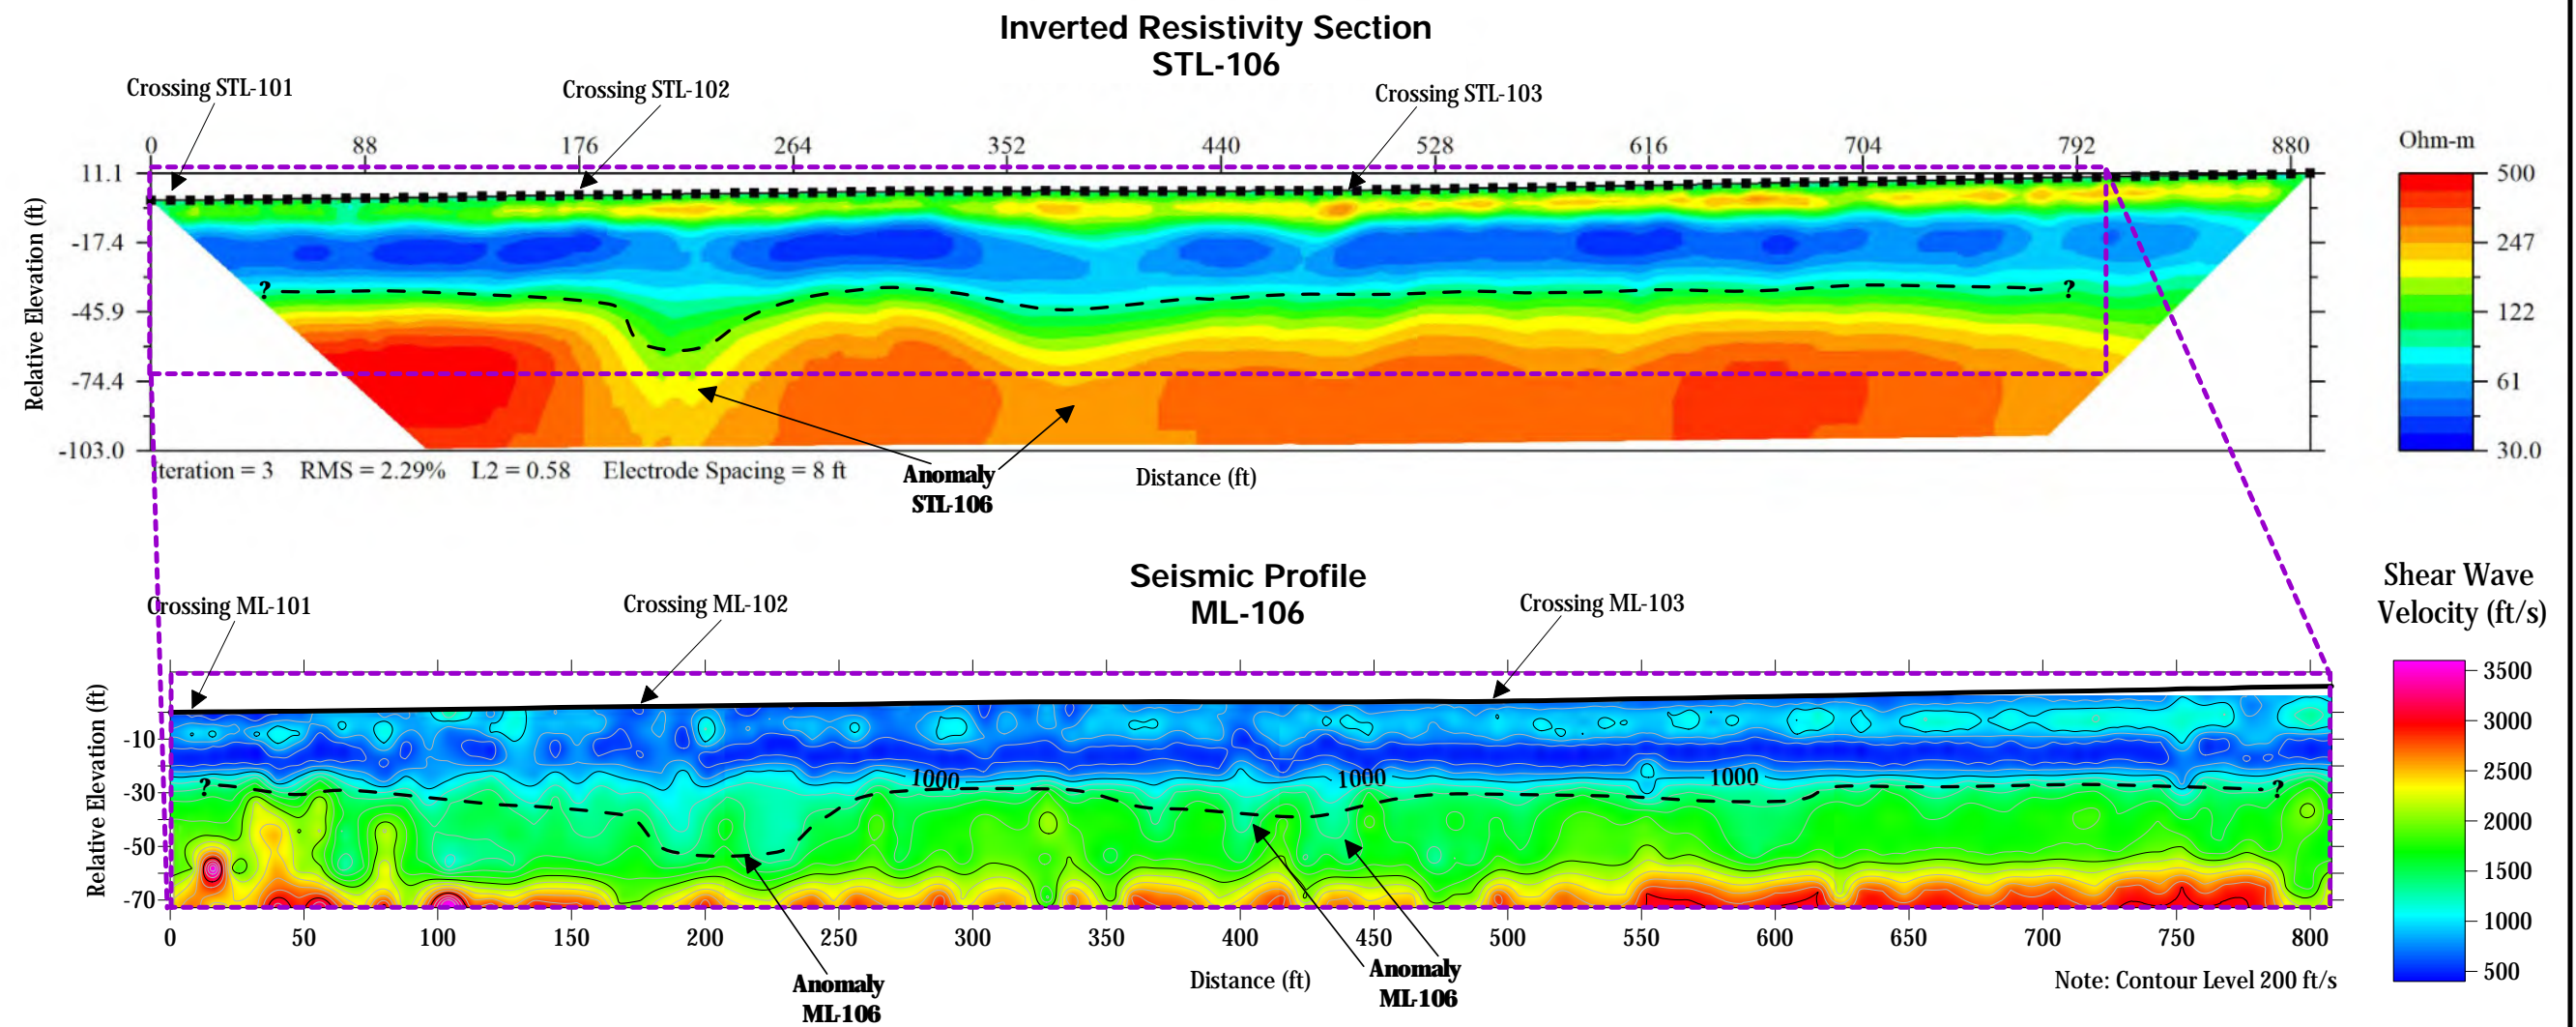 Inverted Resistivity Section
STL-106
Crossing STL-101
Crossing STL-102
Crossing STL-103
0 88 176 264 352 440 528 616 704 792 880
Ohm-m
Relative Elevation (ft)
11.1
-17.4
-45.9
-74.4
-103.0
500
247
122
61
30.0
? ?
Iteration = 3 RMS = 2.29% L2 = 0.58 Electrode Spacing = 8 ft
Anomaly
STL-106
Distance (ft)
Seismic Profile
ML-106
Shear Wave
Velocity (ft/s)
Crossing ML-101
Crossing ML-102
Crossing ML-103
Relative Elevation (ft)
-10
-30
-50
-70
? 1000 1000 1000 ?
3500
3000
2500
2000
1500
1000
500
0 50 100 150 200 250 300 350 400 450 500 550 600 650 700 750 800
Anomaly
ML-106
Distance (ft)
Anomaly
ML-106
Note: Contour Level 200 ft/s